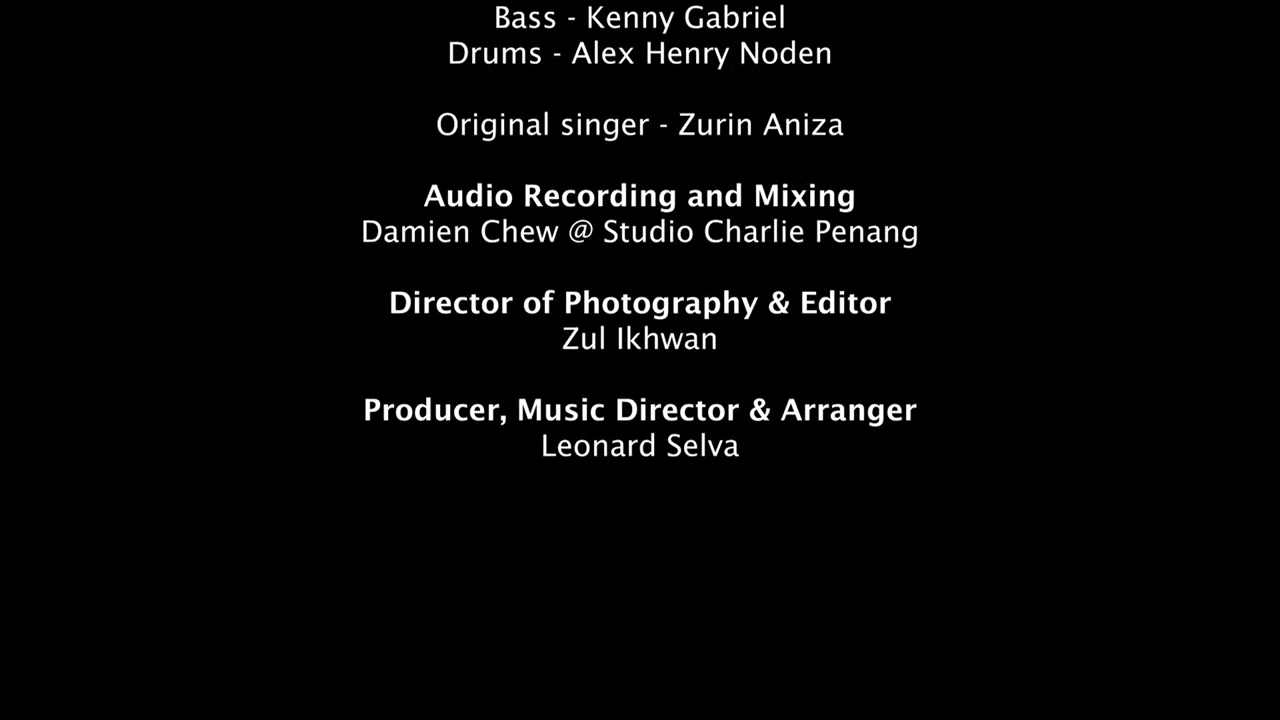 Bass - Kenny Gabriel
Drums - Alex Henry Noden
Original singer - Zurin Aniza
Audio Recording and Mixing
Damien Chew @ Studio Charlie Penang
Director of Photography & Editor
Zul Ikhwan
Producer, Music Director & Arranger
Leonard Selva